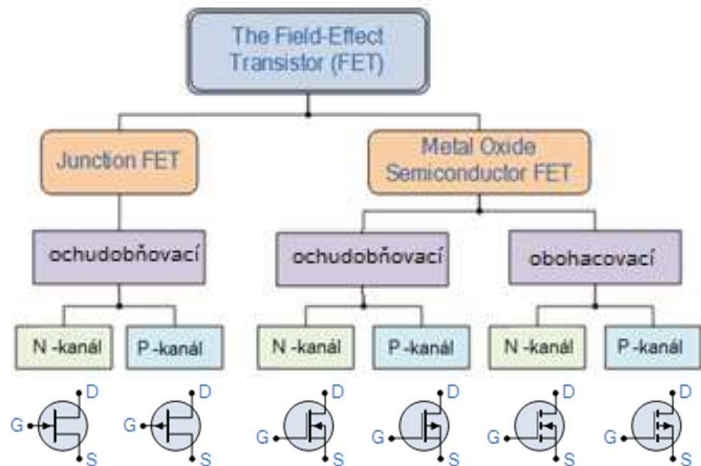 The Field-Effect
Transistor (FET)
Junction FET
Metal Oxide
Semiconductor FET
ochudobňovací
ochudobňovací
obohacovací
N -kanál
P -kanál
N -kanál
P -kanál
N -kanál
P -kanál
D
D
D
D
D
D
G
G
G
G
G
G
S
S
S
S
S
S